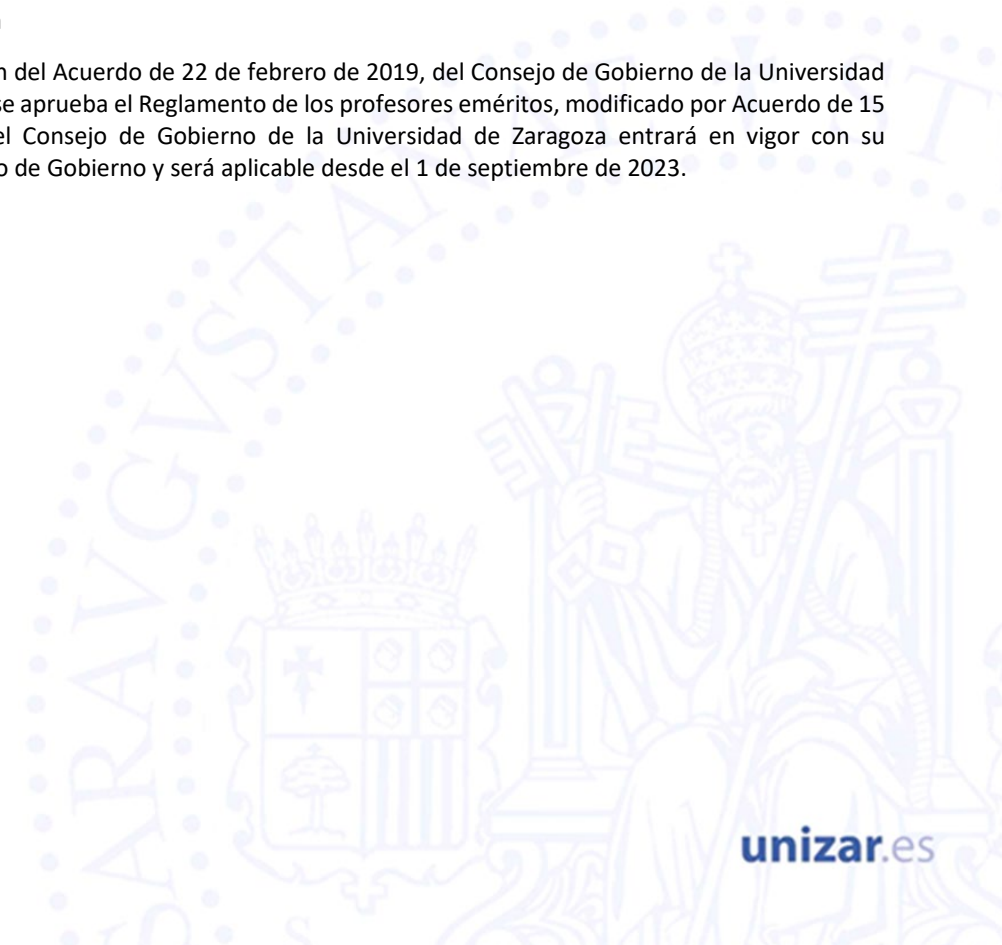 n del Acuerdo de 22 de febrero de 2019, del Consejo de Gobierno de la Universidad
se aprueba el Reglamento de los profesores eméritos, modificado por Acuerdo de 15
el Consejo de Gobierno de la Universidad de Zaragoza entrará en vigor con su
o de Gobierno y será aplicable desde el 1 de septiembre de 2023.
SARAVGVSTANAE
unizar.es